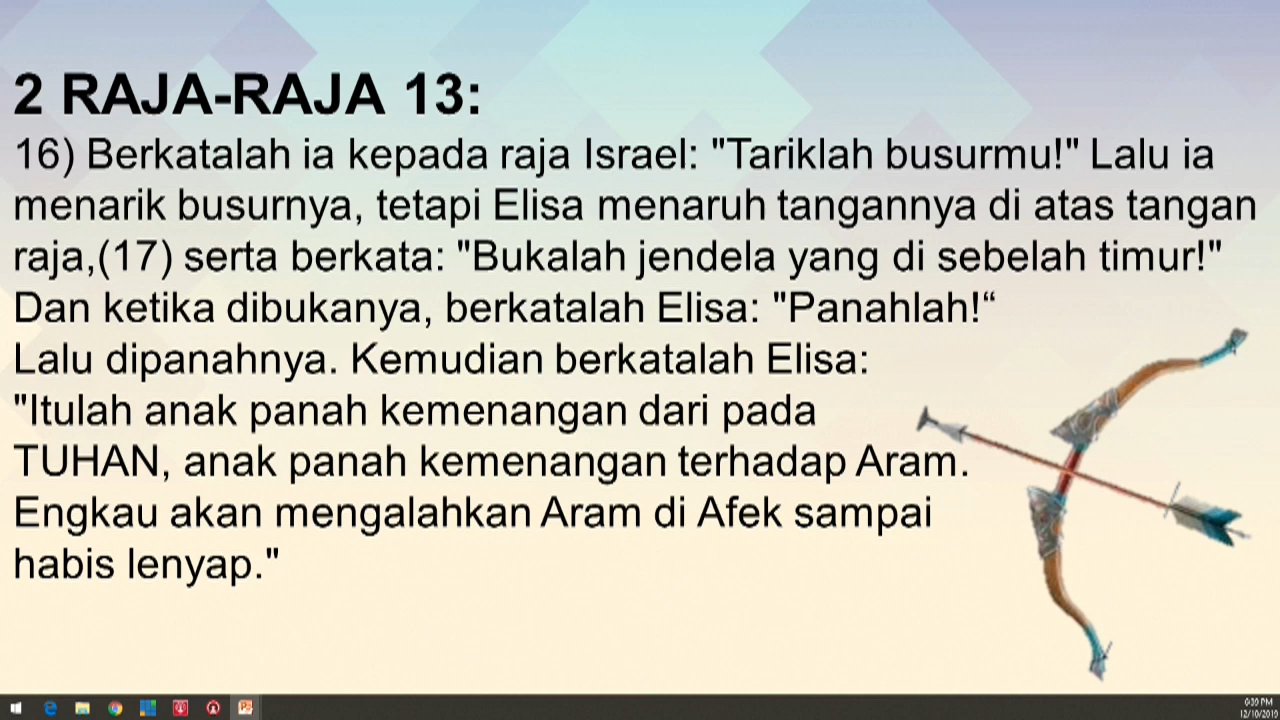 2 RAJA-RAJA 13:
16) Berkatalah ia kepada raja Israel: "Tariklah busurmu!" Lalu ia
menarik busurnya, tetapi Elisa menaruh tangannya di atas tangan
raja,(17) serta berkata: "Bukalah jendela yang di sebelah timur!"
Dan ketika dibukanya, berkatalah Elisa: "Panahlah!“
Lalu dipanahnya. Kemudian berkatalah Elisa:
"Itulah anak panah kemenangan dari pada
TUHAN, anak panah kemenangan terhadap Aram.
Engkau akan mengalahkan Aram di Afek sampai
habis lenyap."